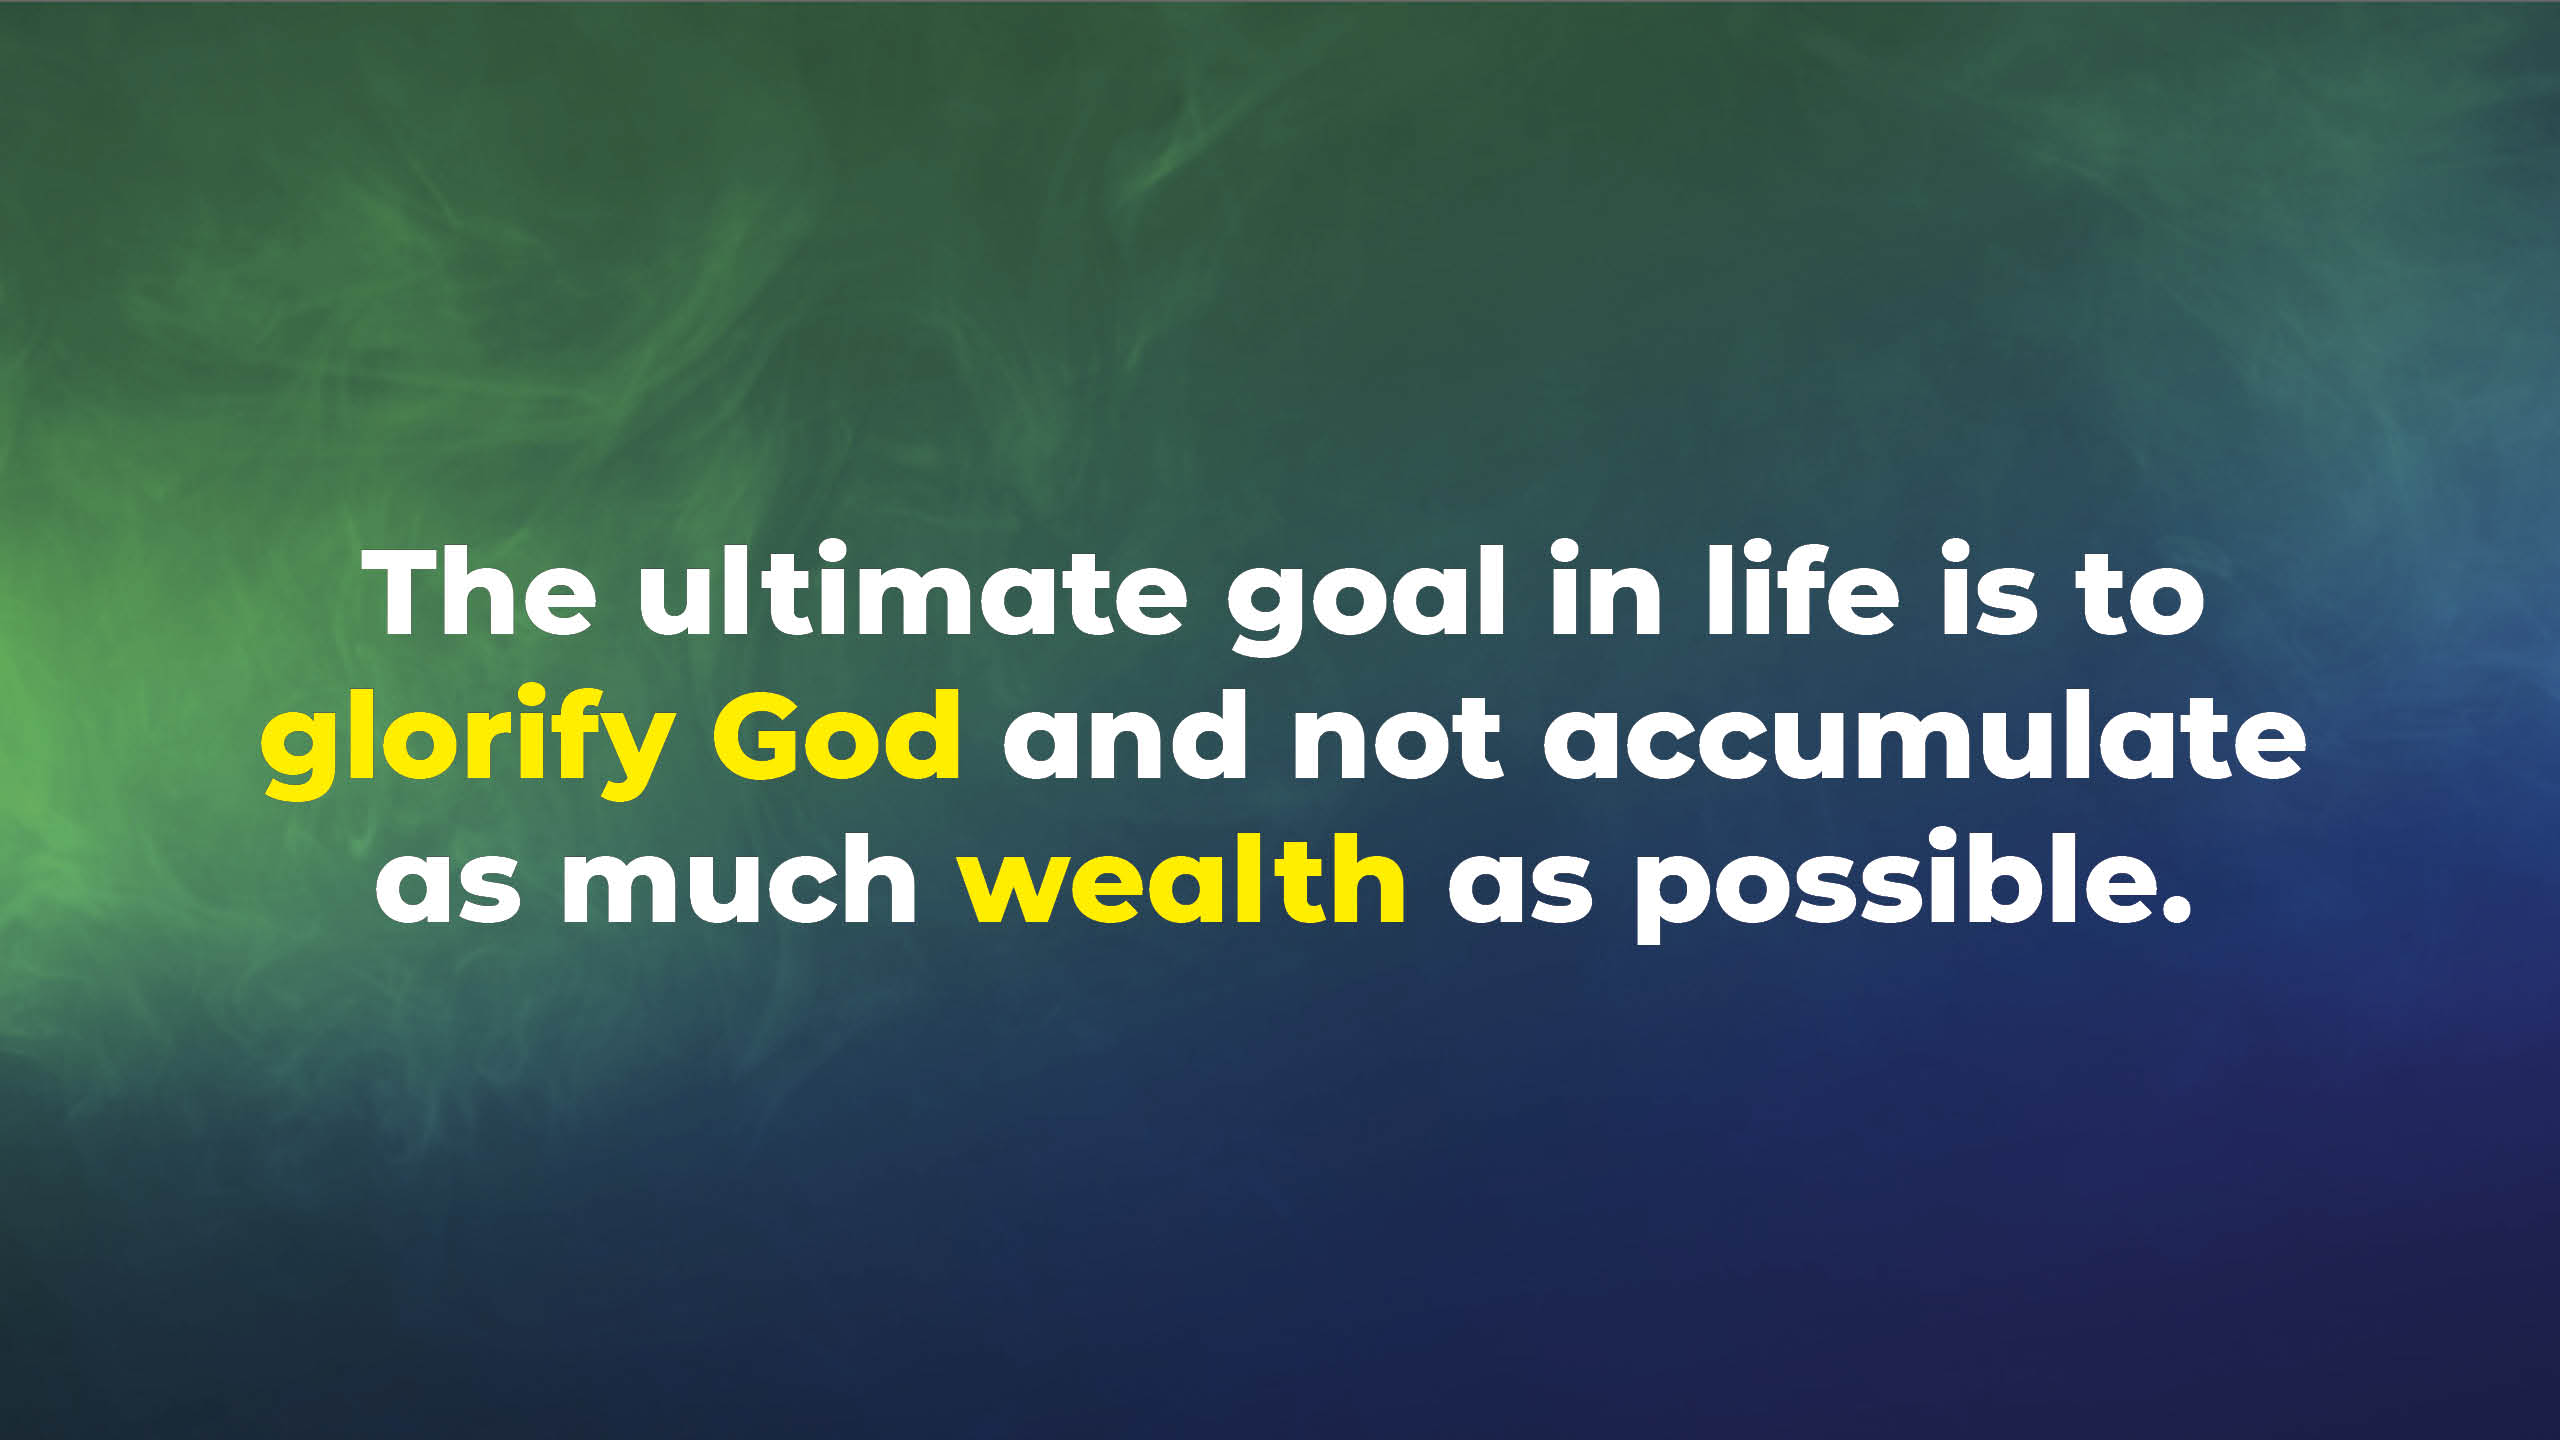 The ultimate goal in life is to
glorify God and not accumulate
as much wealth as possible.